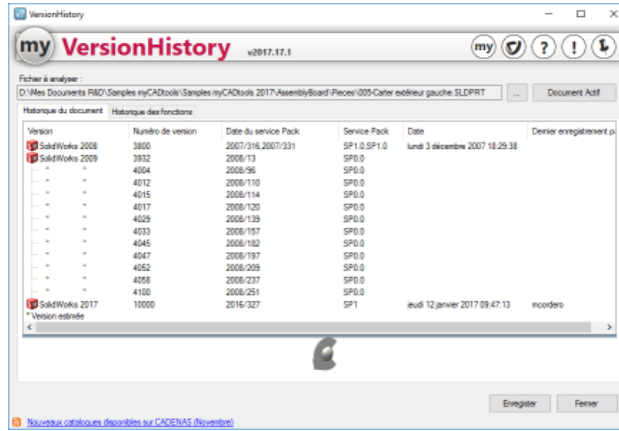 VersionHistory
my VersionHistory v2017.17.1 my ? !
Fichier à analyser :
D:\Mes Documents R&D\Samples myCADtools\Samples myCADtools 2017\AssemblyBoard\Pieces\005-Carter extérieur gauche.SLDPRT ... Document Actif
Historique du document Historique des fonctions
Version Numéro de version Date du service Pack Service Pack Date Dernier enregistrement p
SolidWorks 2008 3800 2007/316,2007/331 SP1.0,SP1.0 lundi 3 décembre 2007 18:29:38
SolidWorks 2009 3932 2008/13 SP0.0
" " 4004 2008/96 SP0.0
" " 4012 2008/110 SP0.0
" " 4015 2008/114 SP0.0
" " 4017 2008/120 SP0.0
" " 4029 2008/139 SP0.0
" " 4033 2008/157 SP0.0
" " 4045 2008/182 SP0.0
" " 4047 2008/197 SP0.0
" " 4052 2008/209 SP0.0
" " 4058 2008/237 SP0.0
" " 4100 2008/251 SP0.0
SolidWorks 2017 10000 2016/327 SP1 jeudi 12 janvier 2017 09:47:13 mcordero
* Version estimée
Enregister Fermer
Nouveaux catalogues disponibles sur CADENAS (Novembre)